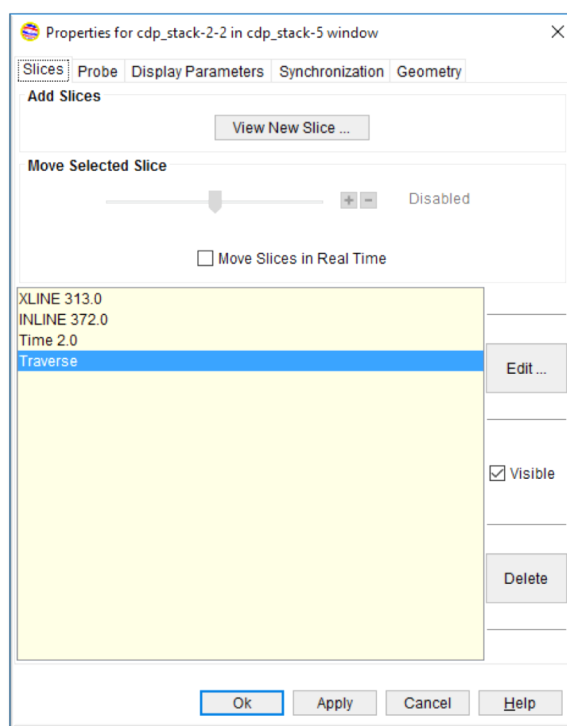 Properties for cdp_stack-2-2 in cdp_stack-5 window
Slices Probe Display Parameters Synchronization Geometry
Add Slices
View New Slice ...
Move Selected Slice
+ - Disabled
Move Slices in Real Time
XLINE 313.0
INLINE 372.0
Time 2.0
Traverse
Edit ...
Visible
Delete
Ok Apply Cancel Help